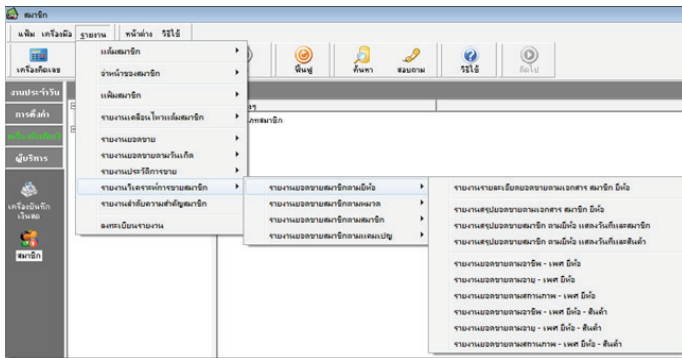 สมาชิก
แฟ้ม เครื่องมือ รายงาน หน้าต่าง วิธีใช้
เครื่องคิดเลข
ฟื้นฟู
ค้นหา
สอบถาม
วิธีใช้
ถัดไป
งานประจำวัน
การตั้งค่า
ผู้บริหาร
เครื่องบันทึก
เงินสด
สมาชิก
แฟ้มสมาชิก
จ่าหน้าซองสมาชิก
แฟ้มสมาชิก
รายงานเคลื่อนไหวแต้มสมาชิก
รายงานยอดขาย
รายงานยอดขายตามวันเกิด
รายงานประวัติการขาย
รายงานวิเคราะห์การขายสมาชิก
รายงานลำดับความสำคัญสมาชิก
ลงทะเบียนรายงาน
รายงานยอดขายสมาชิกตามยี่ห้อ
รายงานยอดขายสมาชิกตามหมวด
รายงานยอดขายสมาชิกตามสมาชิก
รายงานยอดขายสมาชิกตามแคมเปญ
รายงานรายละเอียดยอดขายตามเอกสาร สมาชิก ยี่ห้อ
รายงานสรุปยอดขายตามเอกสาร สมาชิก ยี่ห้อ
รายงานสรุปยอดขายสมาชิก ตามยี่ห้อ แสดงวันที่และสมาชิก
รายงานสรุปยอดขายสมาชิก ตามยี่ห้อ แสดงวันที่และสินค้า
รายงานยอดขายตามอาชีพ - เพศ ยี่ห้อ
รายงานยอดขายตามอายุ - เพศ ยี่ห้อ
รายงานยอดขายตามสถานภาพ - เพศ ยี่ห้อ
รายงานยอดขายตามอาชีพ - เพศ ยี่ห้อ - สินค้า
รายงานยอดขายตามอายุ - เพศ ยี่ห้อ - สินค้า
รายงานยอดขายตามสถานภาพ - เพศ ยี่ห้อ - สินค้า